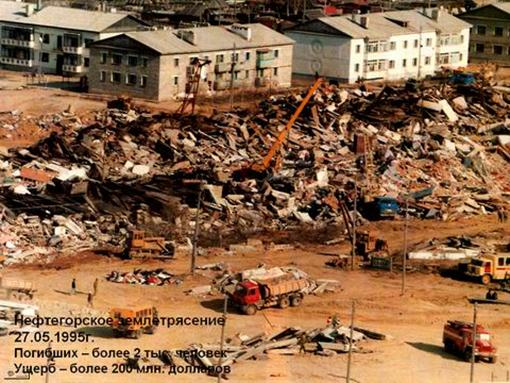 Нефтегорское землетрясение
27.05.1995г.
Погибших – более 2 тыс. человек
Ущерб – более 200 млн. долларов